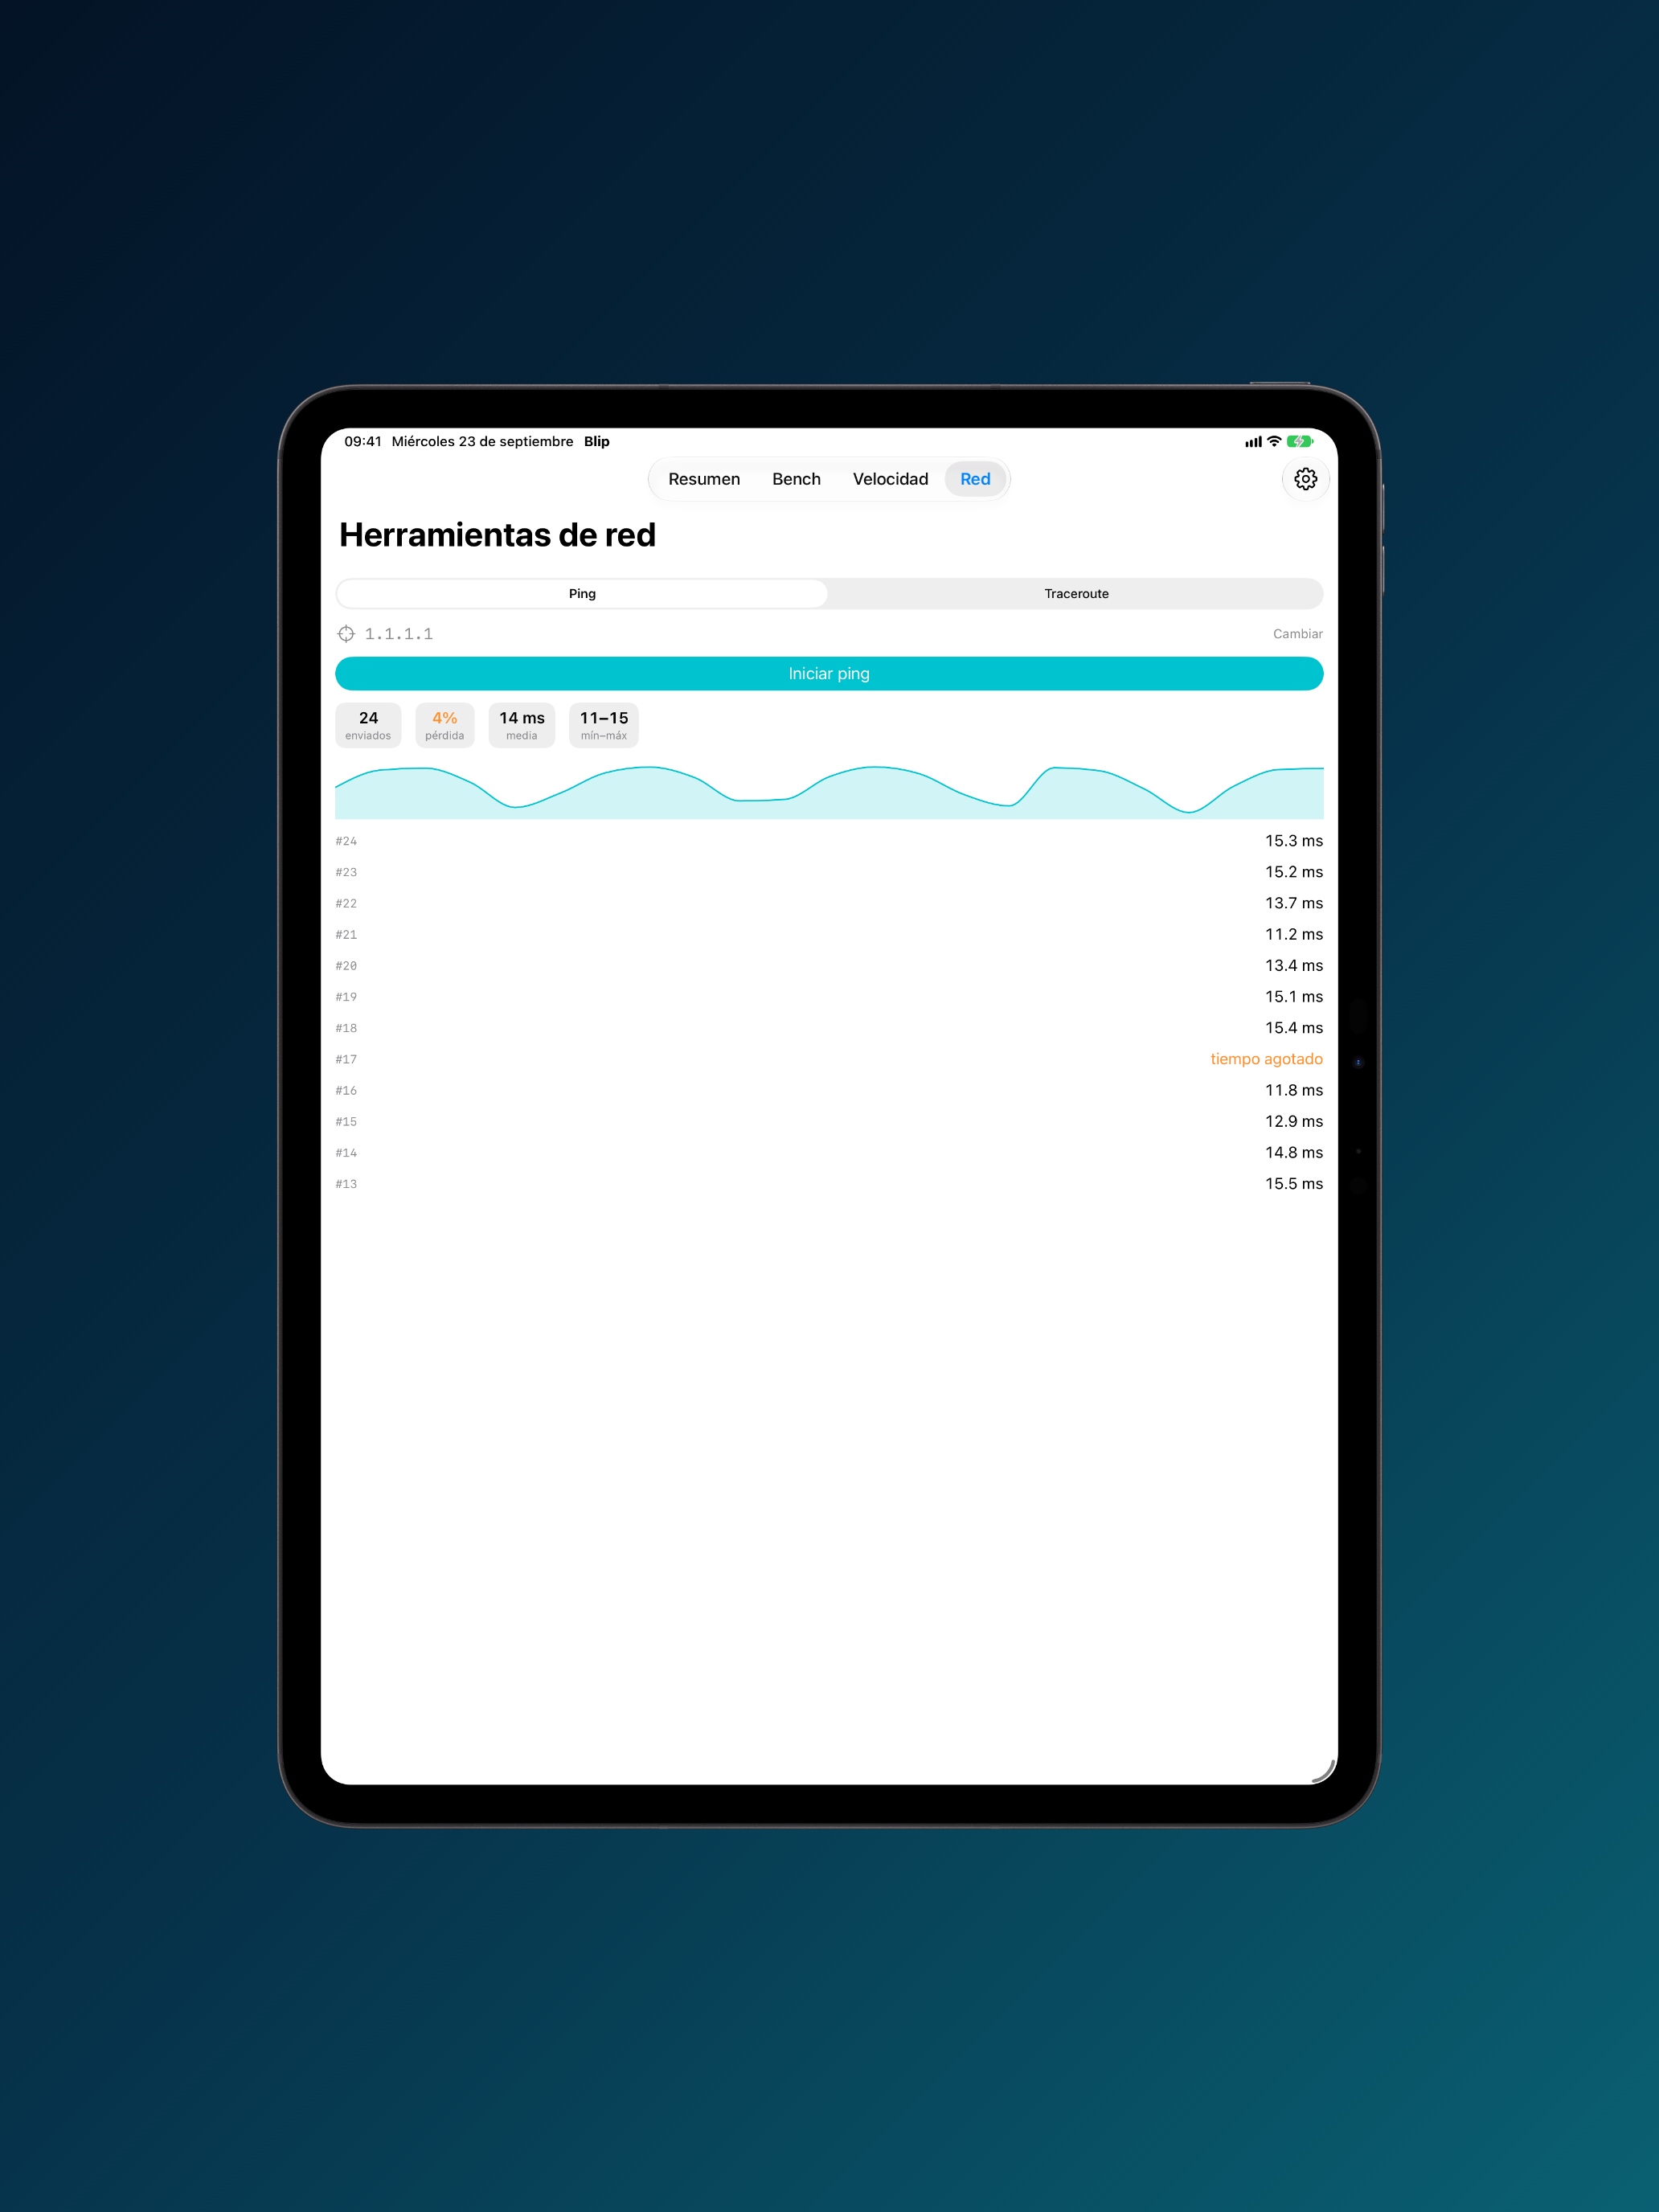 09:41 Miércoles 23 de septiembre Blip
Resumen Bench Velocidad Red
Herramientas de red
Ping Traceroute
1.1.1.1 Cambiar
Iniciar ping
24 4% 14 ms 11–15
enviados pérdida media mín–máx
#24 15.3 ms
#23 15.2 ms
#22 13.7 ms
#21 11.2 ms
#20 13.4 ms
#19 15.1 ms
#18 15.4 ms
#17 tiempo agotado
#16 11.8 ms
#15 12.9 ms
#14 14.8 ms
#13 15.5 ms